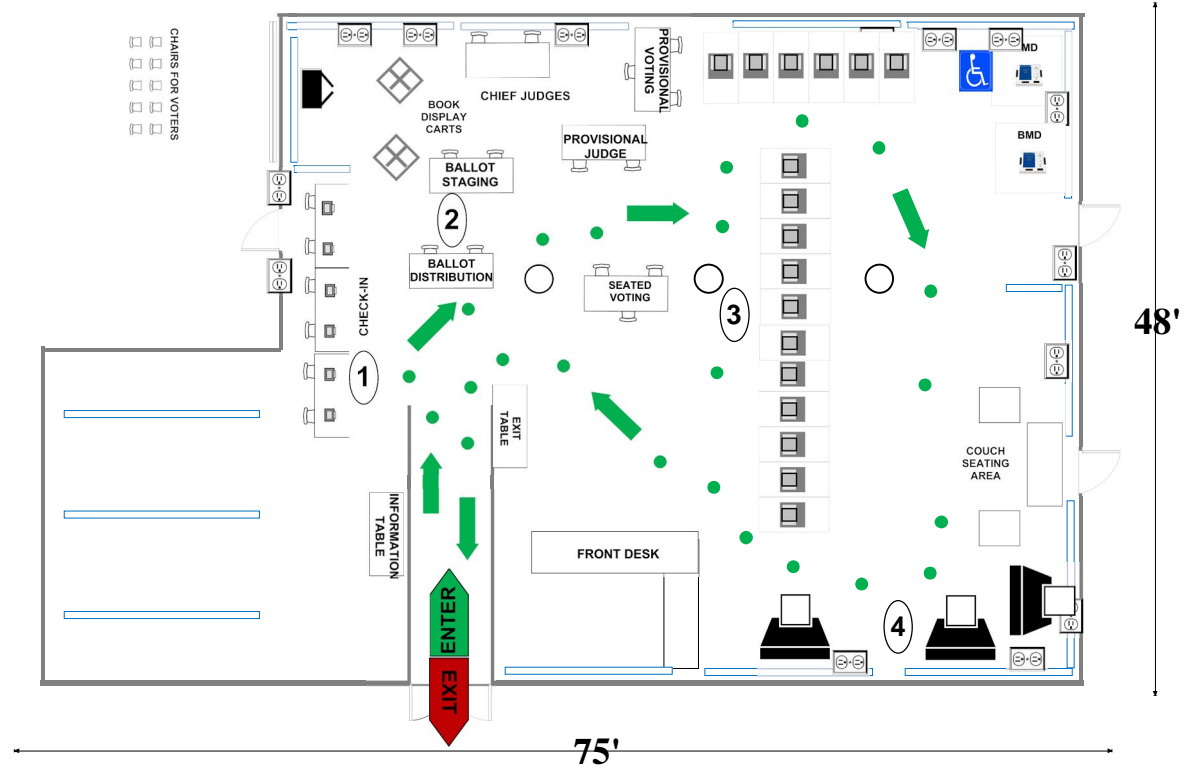 CHAIRS FOR VOTERS
BOOK
DISPLAY
CARTS
CHIEF JUDGES
PROVISIONAL
VOTING
MD
BMD
PROVISIONAL
JUDGE
BALLOT
STAGING
2
BALLOT
DISTRIBUTION
SEATED
VOTING
CHECK-IN
3
48'
1
EXIT
TABLE
COUCH
SEATING
AREA
INFORMATION
TABLE
FRONT DESK
ENTER
EXIT
4
75'